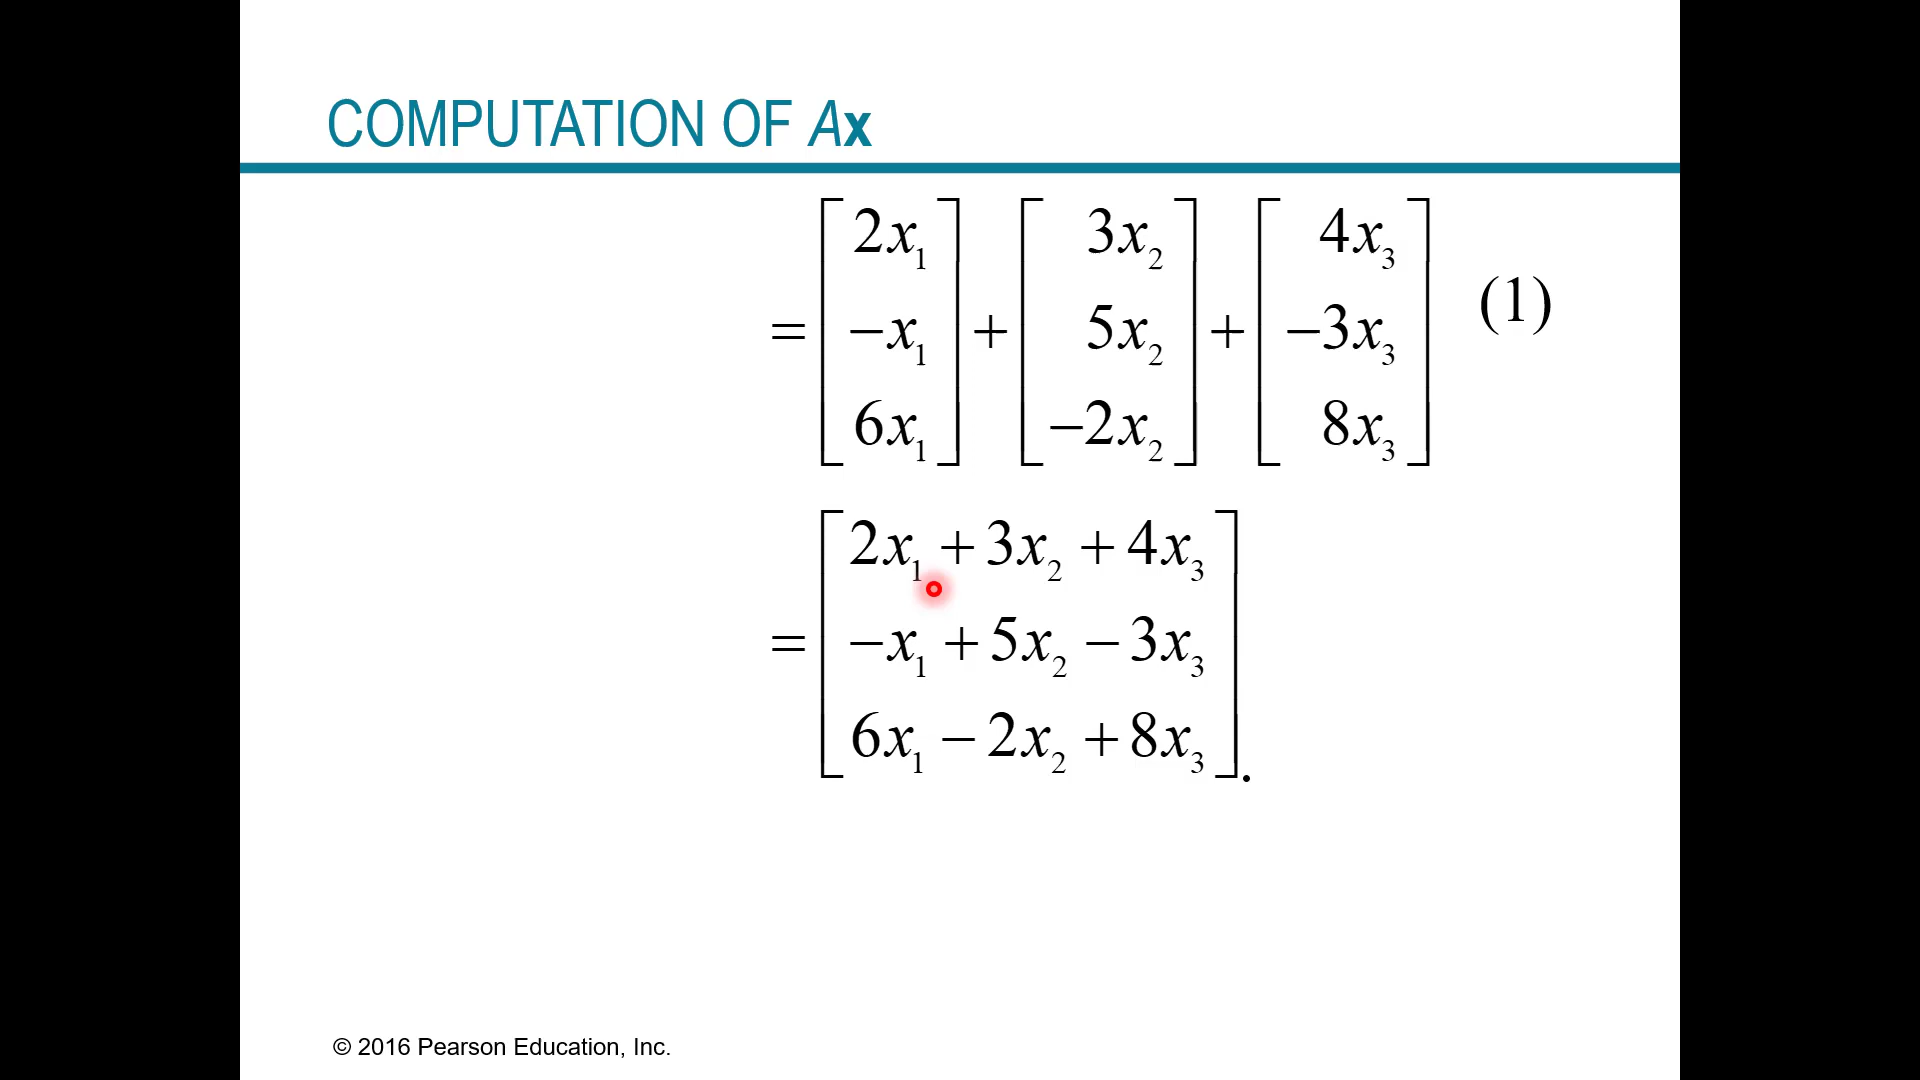 COMPUTATION OF Ax
= [2x₁ −x₁ 6x₁] + [3x₂ 5x₂ −2x₂] + [4x₃ −3x₃ 8x₃] (1)
= [2x₁ + 3x₂ + 4x₃
−x₁ + 5x₂ − 3x₃
6x₁ − 2x₂ + 8x₃].
© 2016 Pearson Education, Inc.